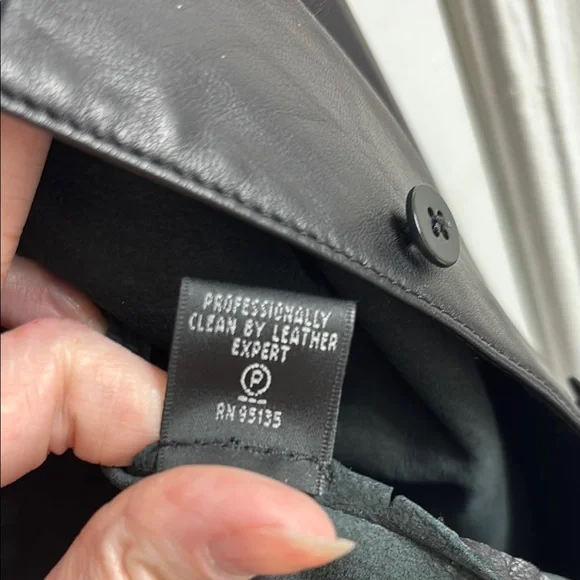 PROFESSIONALLY
CLEAN BY LEATHER
EXPERT
P
RN 95135